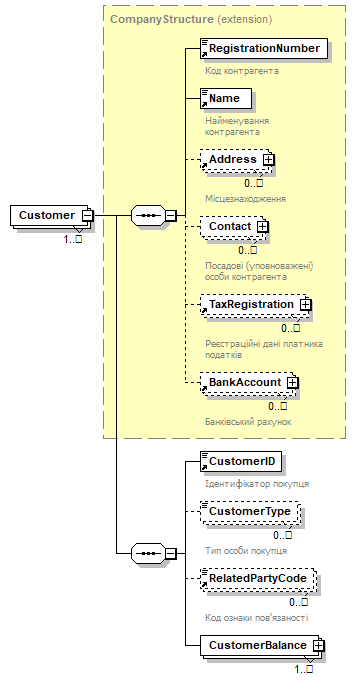 CompanyStructure (extension)
RegistrationNumber
Код контрагента
Name
Найменування
контрагента
Address
0..□
Місцезнаходження
Customer
1..□
Contact
0..□
Посадові (уповноважені)
особи контрагента
TaxRegistration
0..□
Реєстраційні дані платника
податків
BankAccount
0..□
Банківський рахунок
CustomerID
Ідентифікатор покупця
CustomerType
0..□
Тип особи покупця
RelatedPartyCode
0..□
Код ознаки пов'язаності
CustomerBalance
1..□